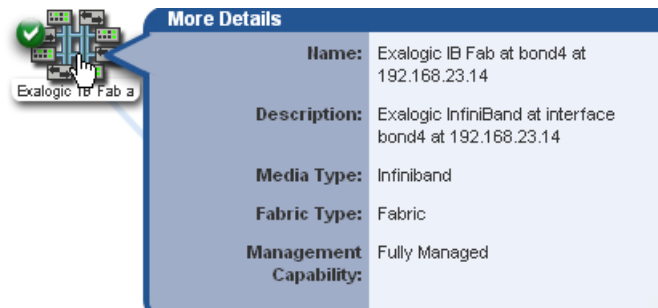 More Details
Exalogic IB Fab a
Name: Exalogic IB Fab at bond4 at
192.168.23.14
Description: Exalogic InfiniBand at interface
bond4 at 192.168.23.14
Media Type: Infiniband
Fabric Type: Fabric
Management Fully Managed
Capability: